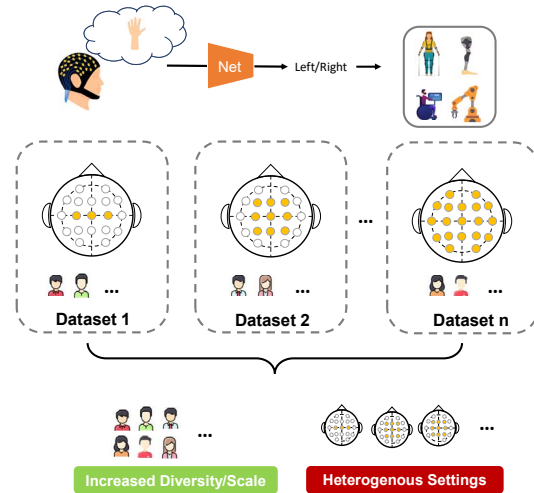 Net
Left/Right
...
... ... ...
Dataset 1 Dataset 2 Dataset n
... ...
Increased Diversity/Scale Heterogenous Settings